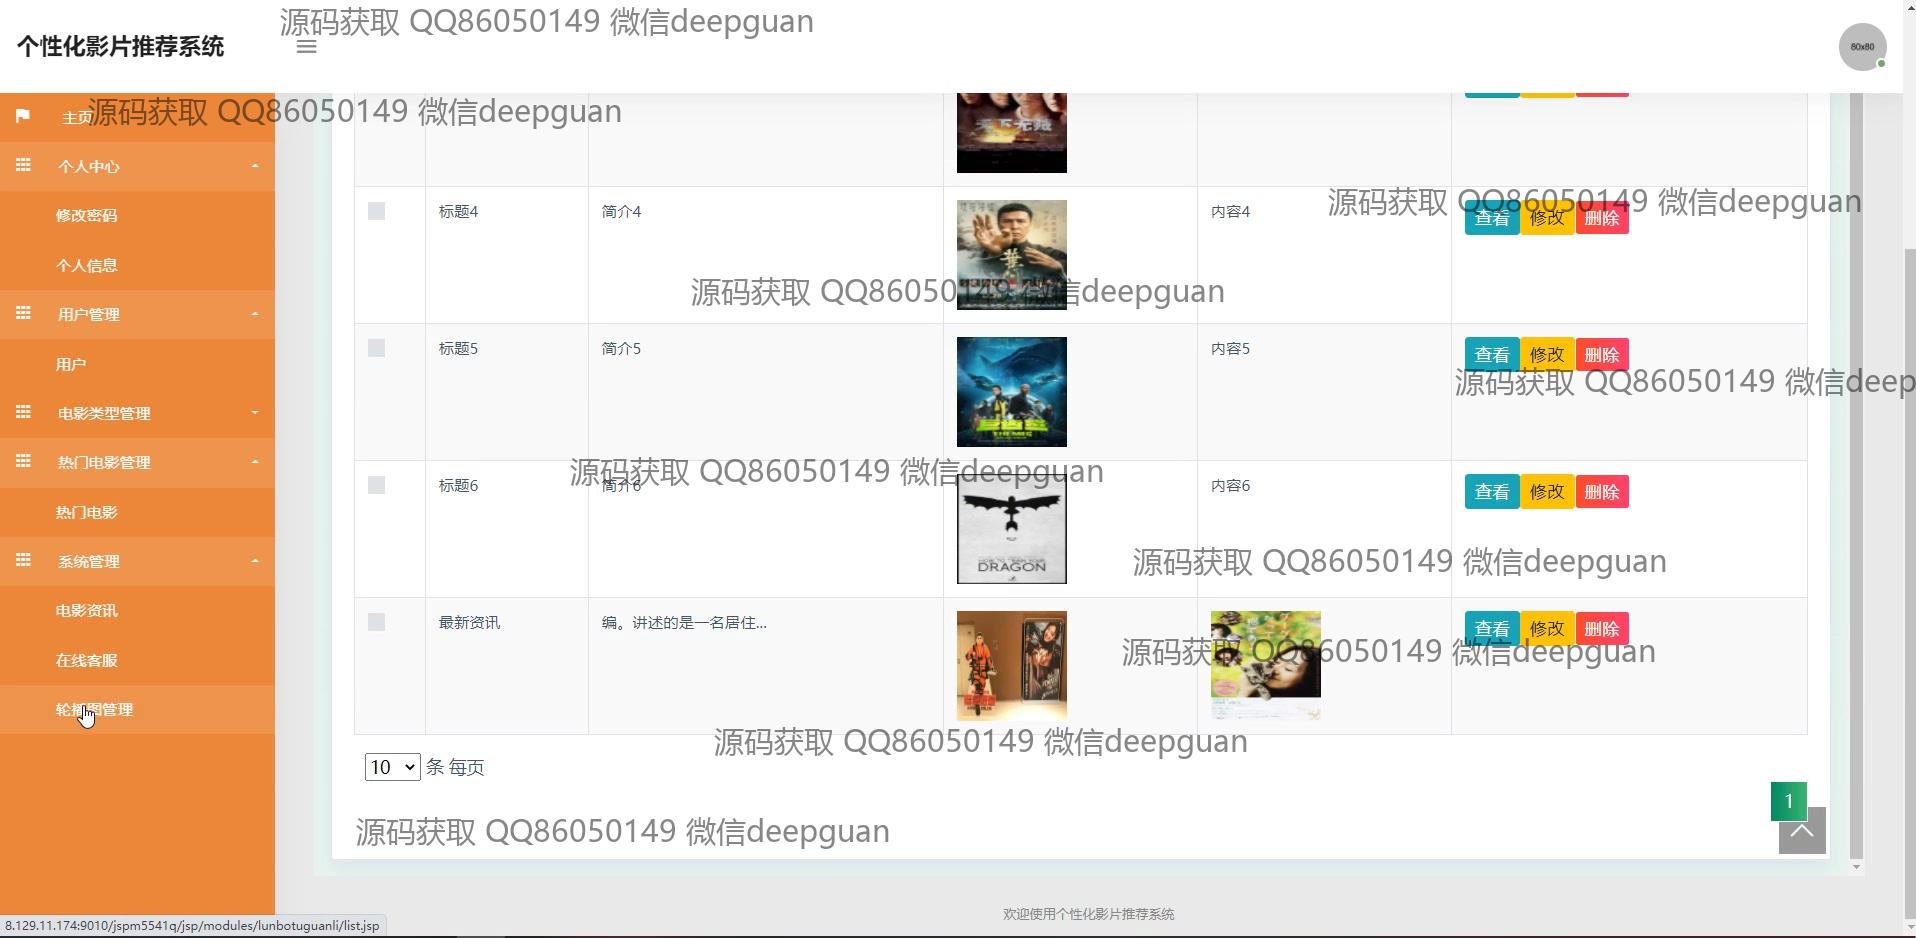 源码获取 QQ86050149 微信deepguan
个性化影片推荐系统
80x80
主页
源码获取 QQ86050149 微信deepguan
天下无贼
个人中心
源码获取 QQ86050149 微信deepguan
修改密码
标题4
简介4
内容4
查看 修改 删除
个人信息
源码获取 QQ86050149 微信deepguan
用户管理
标题5
简介5
内容5
查看 修改 删除
用户
源码获取 QQ86050149 微信deep
电影类型管理
热门电影管理
源码获取 QQ86050149 微信deepguan
标题6
简介6
内容6
查看 修改 删除
热门电影
系统管理
源码获取 QQ86050149 微信deepguan
DRAGON
电影资讯
最新资讯
编。讲述的是一名居住...
查看 修改 删除
在线客服
源码获取 QQ86050149 微信deepguan
轮播图管理
源码获取 QQ86050149 微信deepguan
10 条 每页
1
源码获取 QQ86050149 微信deepguan
欢迎使用个性化影片推荐系统
8.129.11.174:9010/jspm5541q/jsp/modules/lunbotuguanli/list.jsp